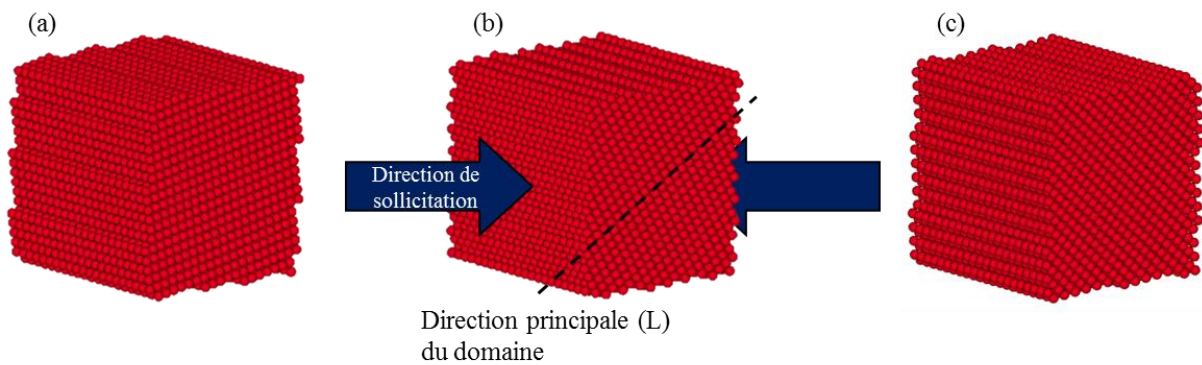 (a)
(b)
(c)
Direction de
sollicitation
Direction principale (L)
du domaine